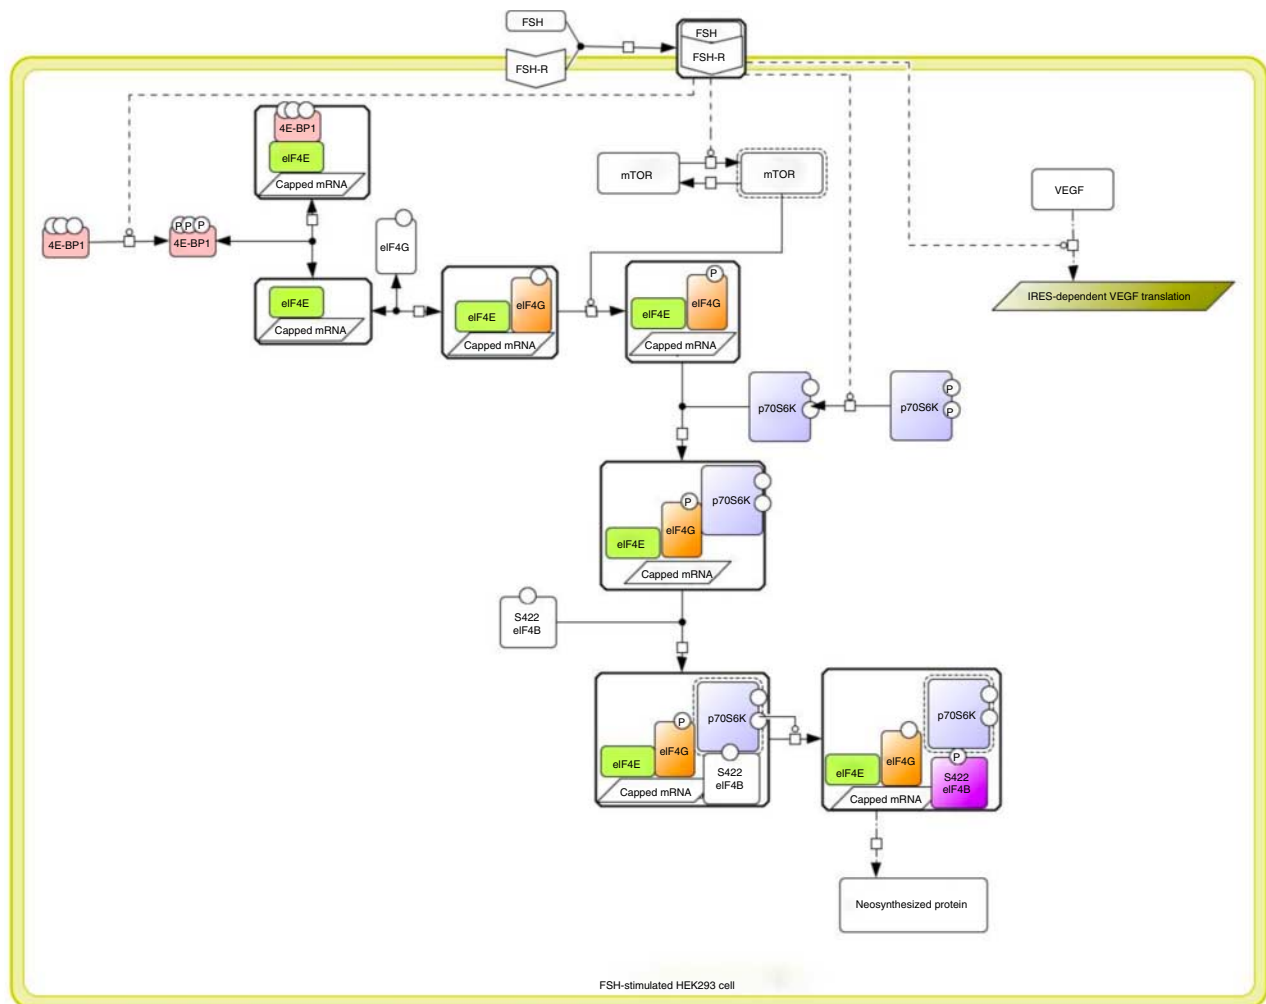 FSH
FSH-R
FSH
FSH-R
4E-BP1
eIF4E
Capped mRNA
mTOR
mTOR
VEGF
4E-BP1
P P P
4E-BP1
eIF4G
eIF4E
Capped mRNA
eIF4E
eIF4G
Capped mRNA
P
eIF4E
eIF4G
Capped mRNA
IRES-dependent VEGF translation
p70S6K
p70S6K
P
P
p70S6K
P
eIF4G
eIF4E
Capped mRNA
S422
eIF4B
p70S6K
P
eIF4G
eIF4E
S422
eIF4B
Capped mRNA
p70S6K
eIF4G
P
eIF4E
S422
eIF4B
Capped mRNA
Neosynthesized protein
FSH-stimulated HEK293 cell